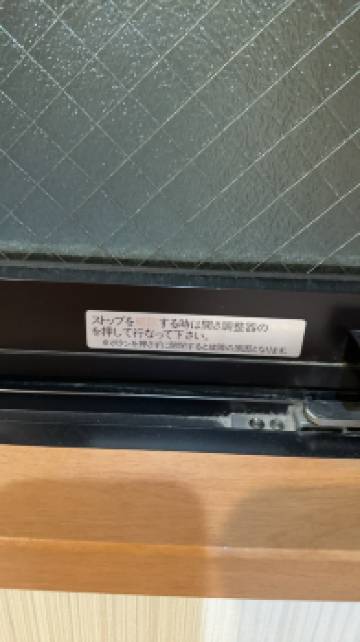 ストップを する時は開き調整器の
を押して行なって下さい。
※ボタンを押さずに開閉すると故障の原因となります。